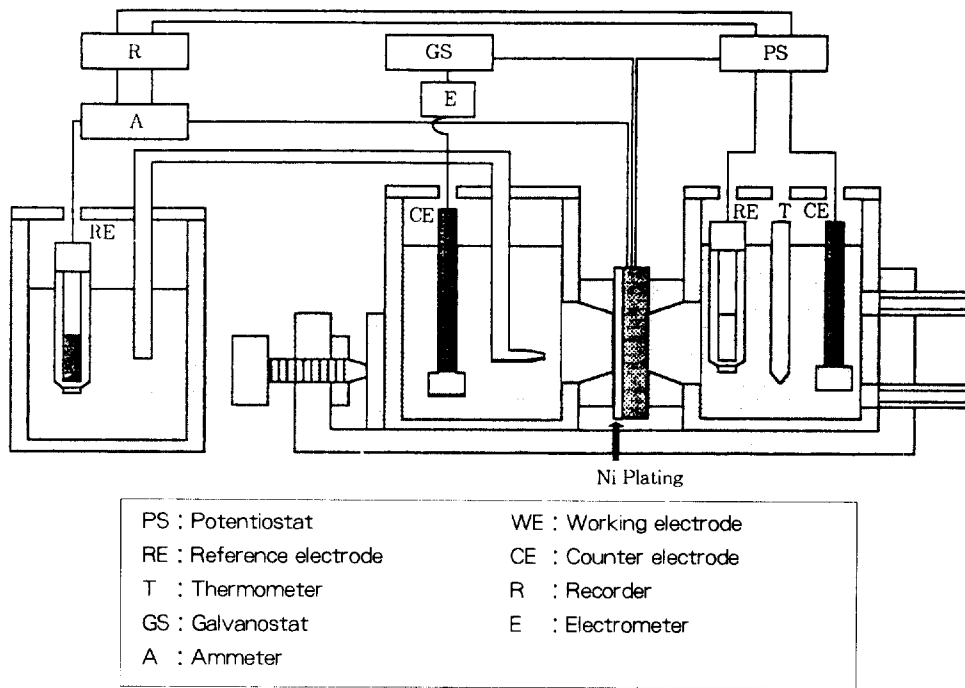 R
GS
PS
E
A
RE
CE
RE
T
CE
Ni Plating
PS : Potentiostat
WE : Working electrode
RE : Reference electrode
CE : Counter electrode
T : Thermometer
R : Recorder
GS : Galvanostat
E : Electrometer
A : Ammeter